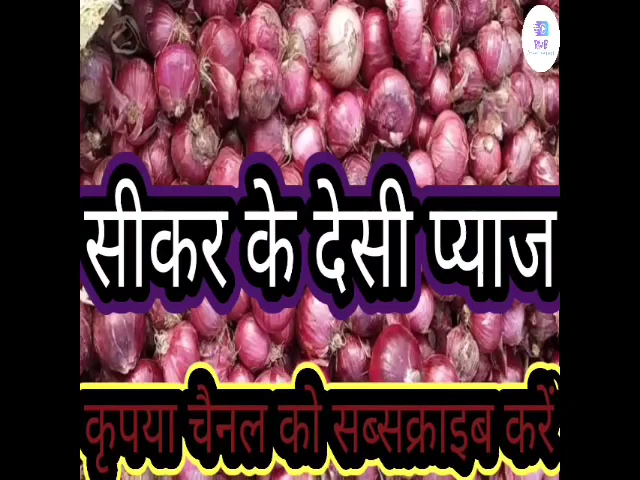 सीकर के देसी प्याज
कृपया चैनल को सब्सक्राइब करें